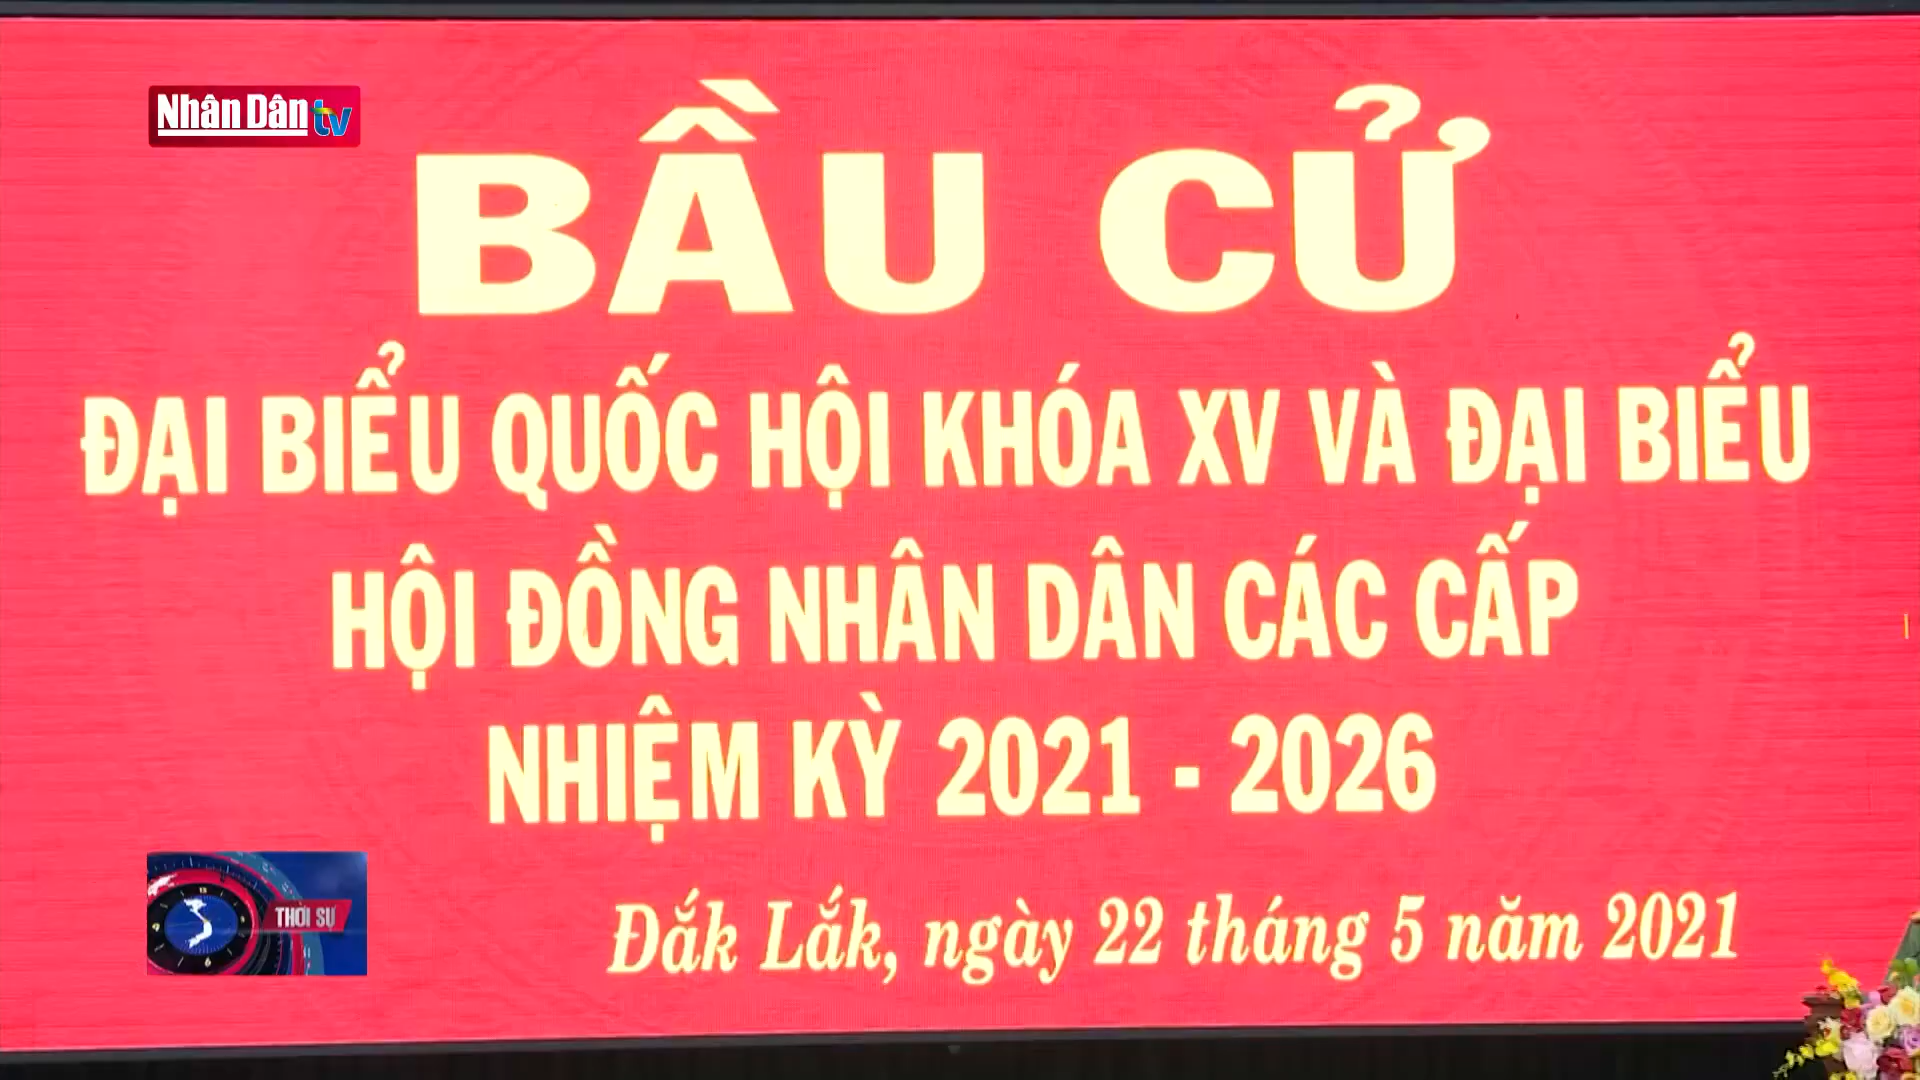 Nhân Dân tv
BẦU CỬ
ĐẠI BIỂU QUỐC HỘI KHÓA XV VÀ ĐẠI BIỂU
HỘI ĐỒNG NHÂN DÂN CÁC CẤP
NHIỆM KỲ 2021 - 2026
THỜI SỰ
Đắk Lắk, ngày 22 tháng 5 năm 2021